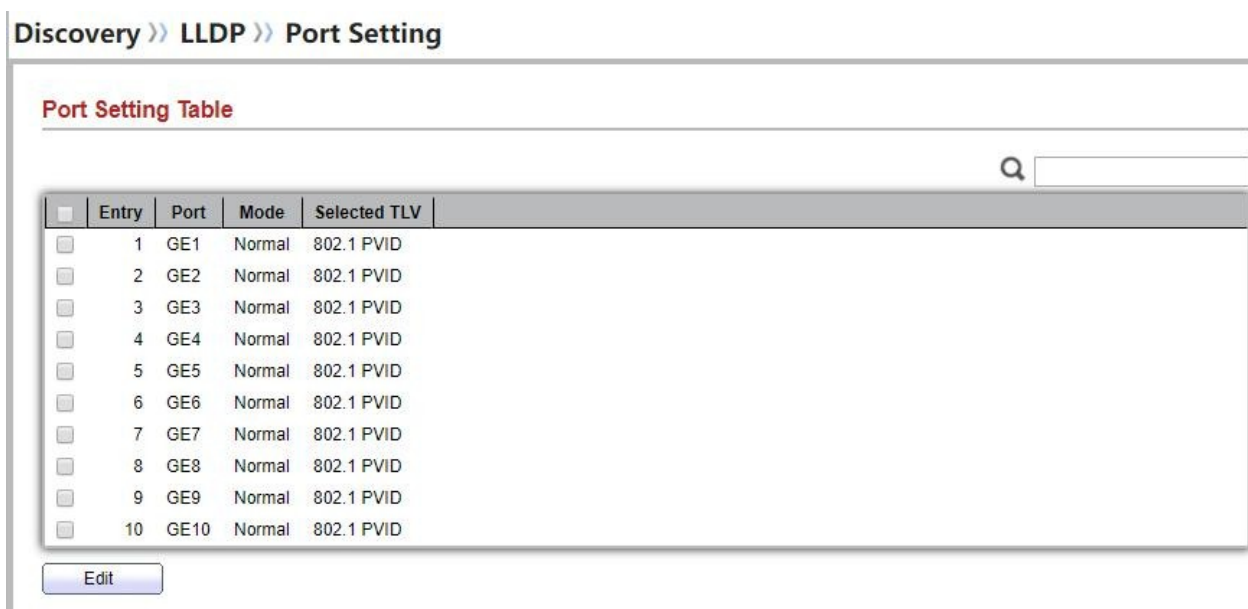 Discovery » LLDP » Port Setting
Port Setting Table
Entry Port Mode Selected TLV
1 GE1 Normal 802.1 PVID
2 GE2 Normal 802.1 PVID
3 GE3 Normal 802.1 PVID
4 GE4 Normal 802.1 PVID
5 GE5 Normal 802.1 PVID
6 GE6 Normal 802.1 PVID
7 GE7 Normal 802.1 PVID
8 GE8 Normal 802.1 PVID
9 GE9 Normal 802.1 PVID
10 GE10 Normal 802.1 PVID
Edit